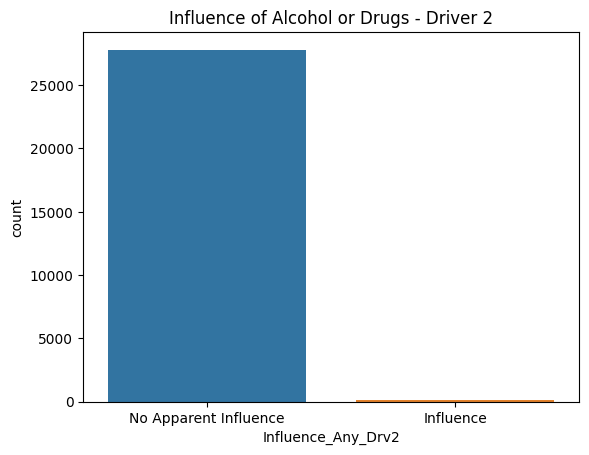 Influence of Alcohol or Drugs - Driver 2
count
25000
20000
15000
10000
5000
0
No Apparent Influence
Influence
Influence_Any_Drv2